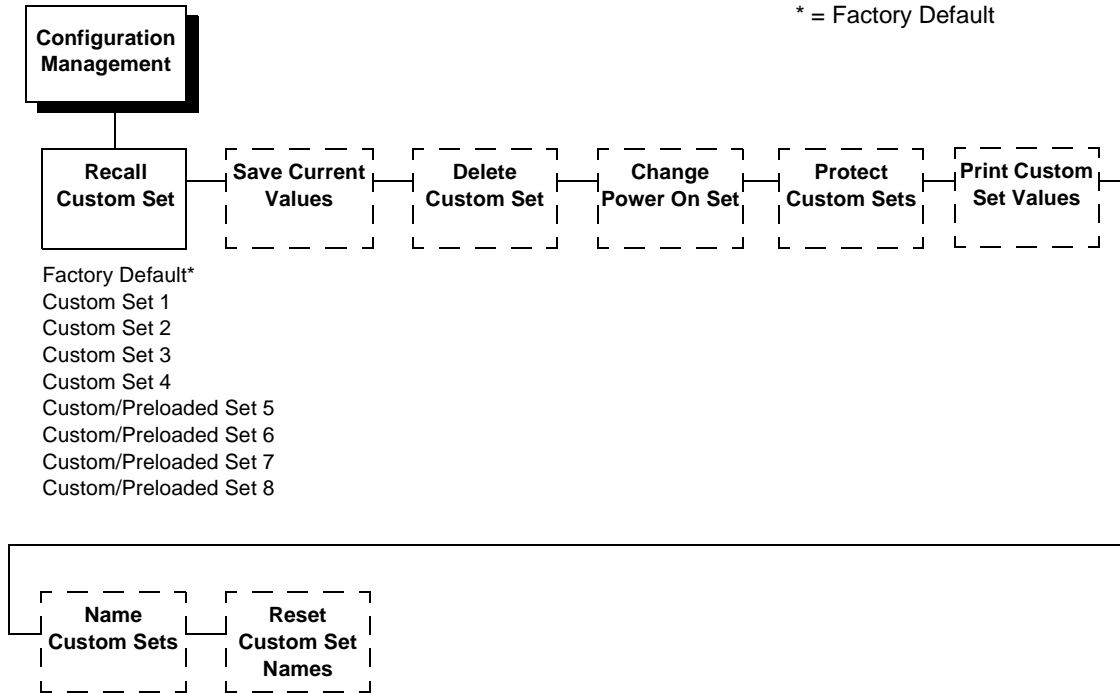 * = Factory Default
Configuration
Management
Recall
Custom Set
Save Current
Values
Delete
Custom Set
Change
Power On Set
Protect
Custom Sets
Print Custom
Set Values
Factory Default*
Custom Set 1
Custom Set 2
Custom Set 3
Custom Set 4
Custom/Preloaded Set 5
Custom/Preloaded Set 6
Custom/Preloaded Set 7
Custom/Preloaded Set 8
Name
Custom Sets
Reset
Custom Set
Names